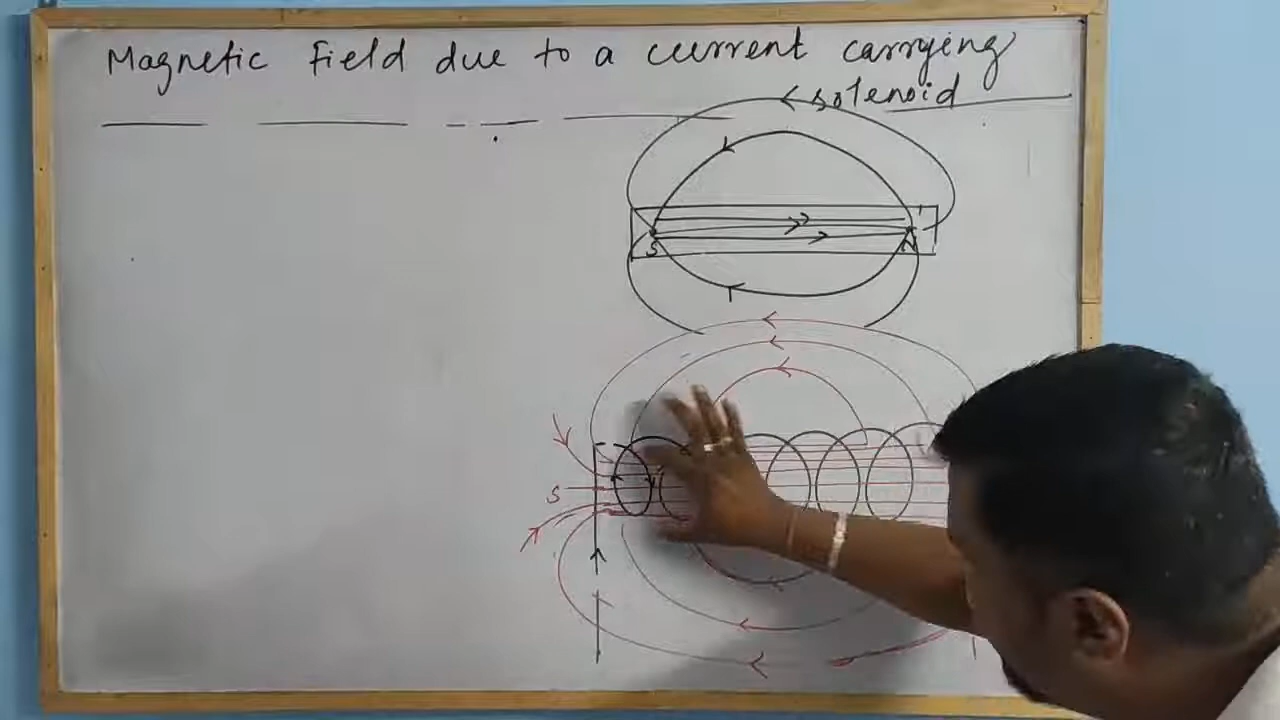 Magnetic field due to a current carrying
solenoid
S N
S